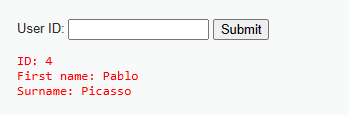 User ID: Submit
ID: 4
First name: Pablo
Surname: Picasso